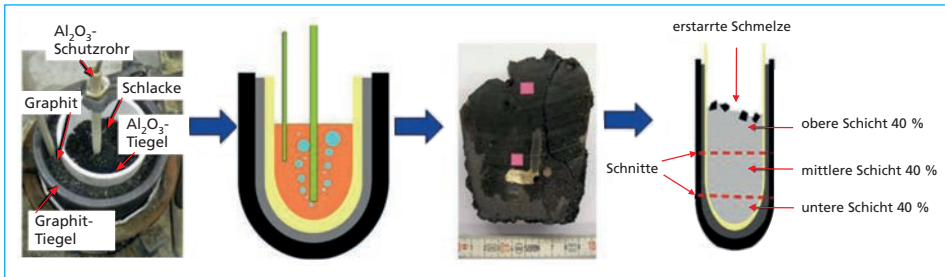 Al₂O₃-
Schutzrohr
Graphit
Schlacke
Al₂O₃-
Tiegel
Graphit-
Tiegel
erstarrte Schmelze
obere Schicht 40 %
Schnitte
mittlere Schicht 40 %
untere Schicht 40 %